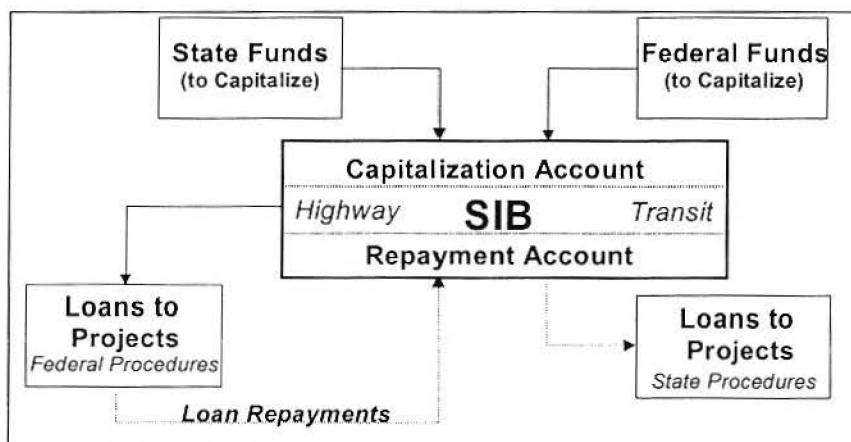 State Funds
(to Capitalize)
Federal Funds
(to Capitalize)
Capitalization Account
Highway SIB Transit
Repayment Account
Loans to
Projects
Federal Procedures
Loans to
Projects
State Procedures
Loan Repayments